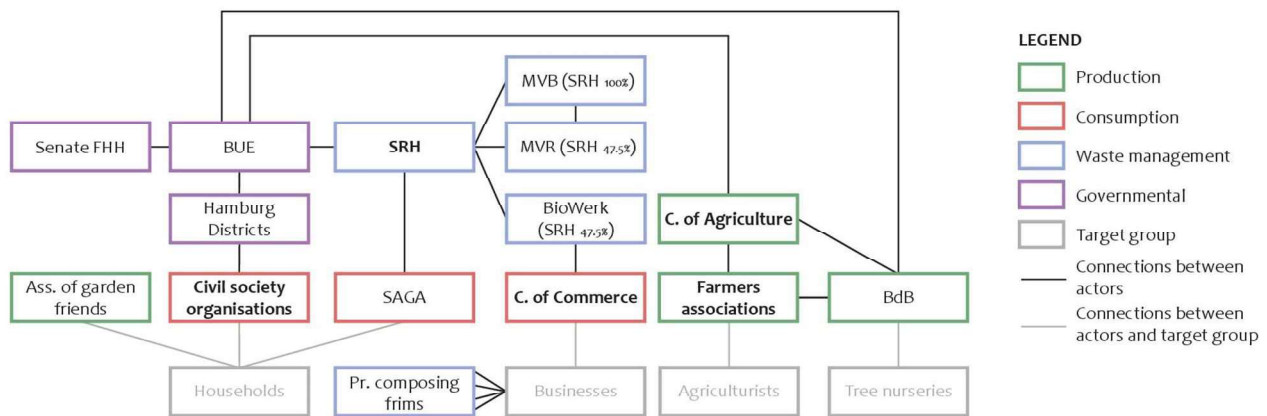 MVB (SRH 100%)
Senate FHH
BUE
SRH
MVR (SRH 47.5%)
Hamburg
Districts
BioWerk
(SRH 47.5%)
C. of Agriculture
Ass. of garden
friends
Civil society
organisations
SAGA
C. of Commerce
Farmers
associations
BdB
Households
Pr. composing
frims
Businesses
Agriculturists
Tree nurseries
LEGEND
Production
Consumption
Waste management
Governmental
Target group
Connections between
actors
Connections between
actors and target group